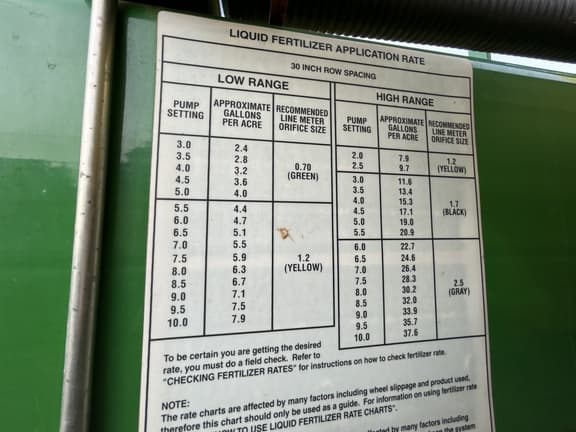 LIQUID FERTILIZER APPLICATION RATE
30 INCH ROW SPACING
LOW RANGE
PUMP SETTING APPROXIMATE GALLONS PER ACRE RECOMMENDED LINE METER ORIFICE SIZE
3.0 2.4
3.5 2.8
4.0 3.2 0.70 (GREEN)
4.5 3.6
5.0 4.0
5.5 4.4
6.0 4.7
6.5 5.1
7.0 5.5
7.5 5.9 1.2 (YELLOW)
8.0 6.3
8.5 6.7
9.0 7.1
9.5 7.5
10.0 7.9
HIGH RANGE
PUMP SETTING APPROXIMATE GALLONS PER ACRE RECOMMENDED LINE METER ORIFICE SIZE
2.0 7.9 1.2 (YELLOW)
2.5 9.7
3.0 11.6
3.5 13.4
4.0 15.3 1.7 (BLACK)
4.5 17.1
5.0 19.0
5.5 20.9
6.0 22.7
6.5 24.6
7.0 26.4
7.5 28.3
8.0 30.2 2.5 (GRAY)
8.5 32.0
9.0 33.9
9.5 35.7
10.0 37.6
To be certain you are getting the desired
rate, you must do a field check. Refer to
"CHECKING FERTILIZER RATES" for instructions on how to check fertilizer rate.
NOTE:
The rate charts are affected by many factors including wheel slippage and product used,
therefore this chart should only be used as a guide. For information on using fertilizer rate
TO USE LIQUID FERTILIZER RATE CHARTS".
by many factors including
the system